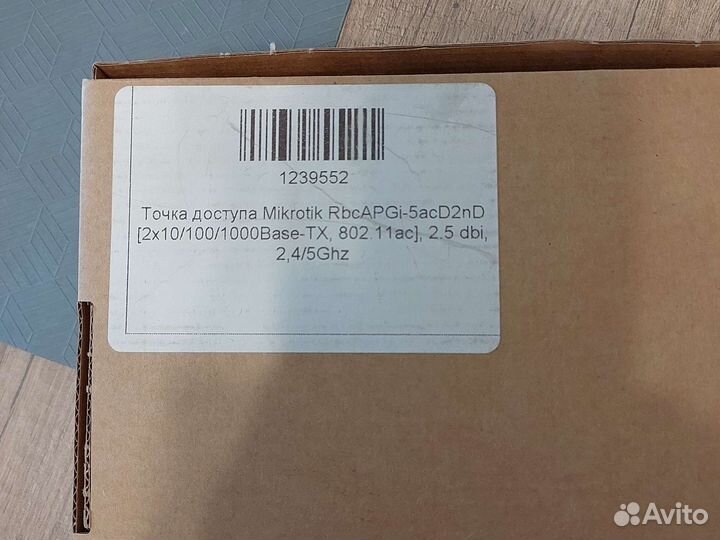 1239552
Точка доступа Mikrotik RbcAPGi-5acD2nD
[2x10/100/1000Base-TX, 802.11ac], 2.5 dbi,
2,4/5Ghz
Avito